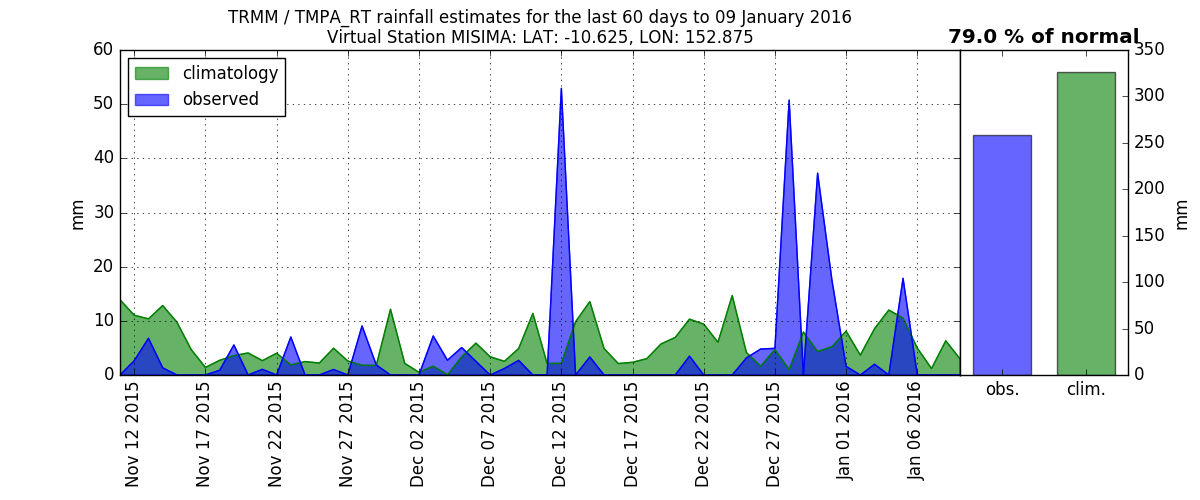 TRMM / TMPA_RT rainfall estimates for the last 60 days to 09 January 2016
Virtual Station MISIMA: LAT: -10.625, LON: 152.875
79.0 % of normal
climatology
observed
60
50
40
30
20
10
0
mm
350
300
250
200
150
100
50
0
mm
Nov 12 2015
Nov 17 2015
Nov 22 2015
Nov 27 2015
Dec 02 2015
Dec 07 2015
Dec 12 2015
Dec 17 2015
Dec 22 2015
Dec 27 2015
Jan 01 2016
Jan 06 2016
obs.
clim.